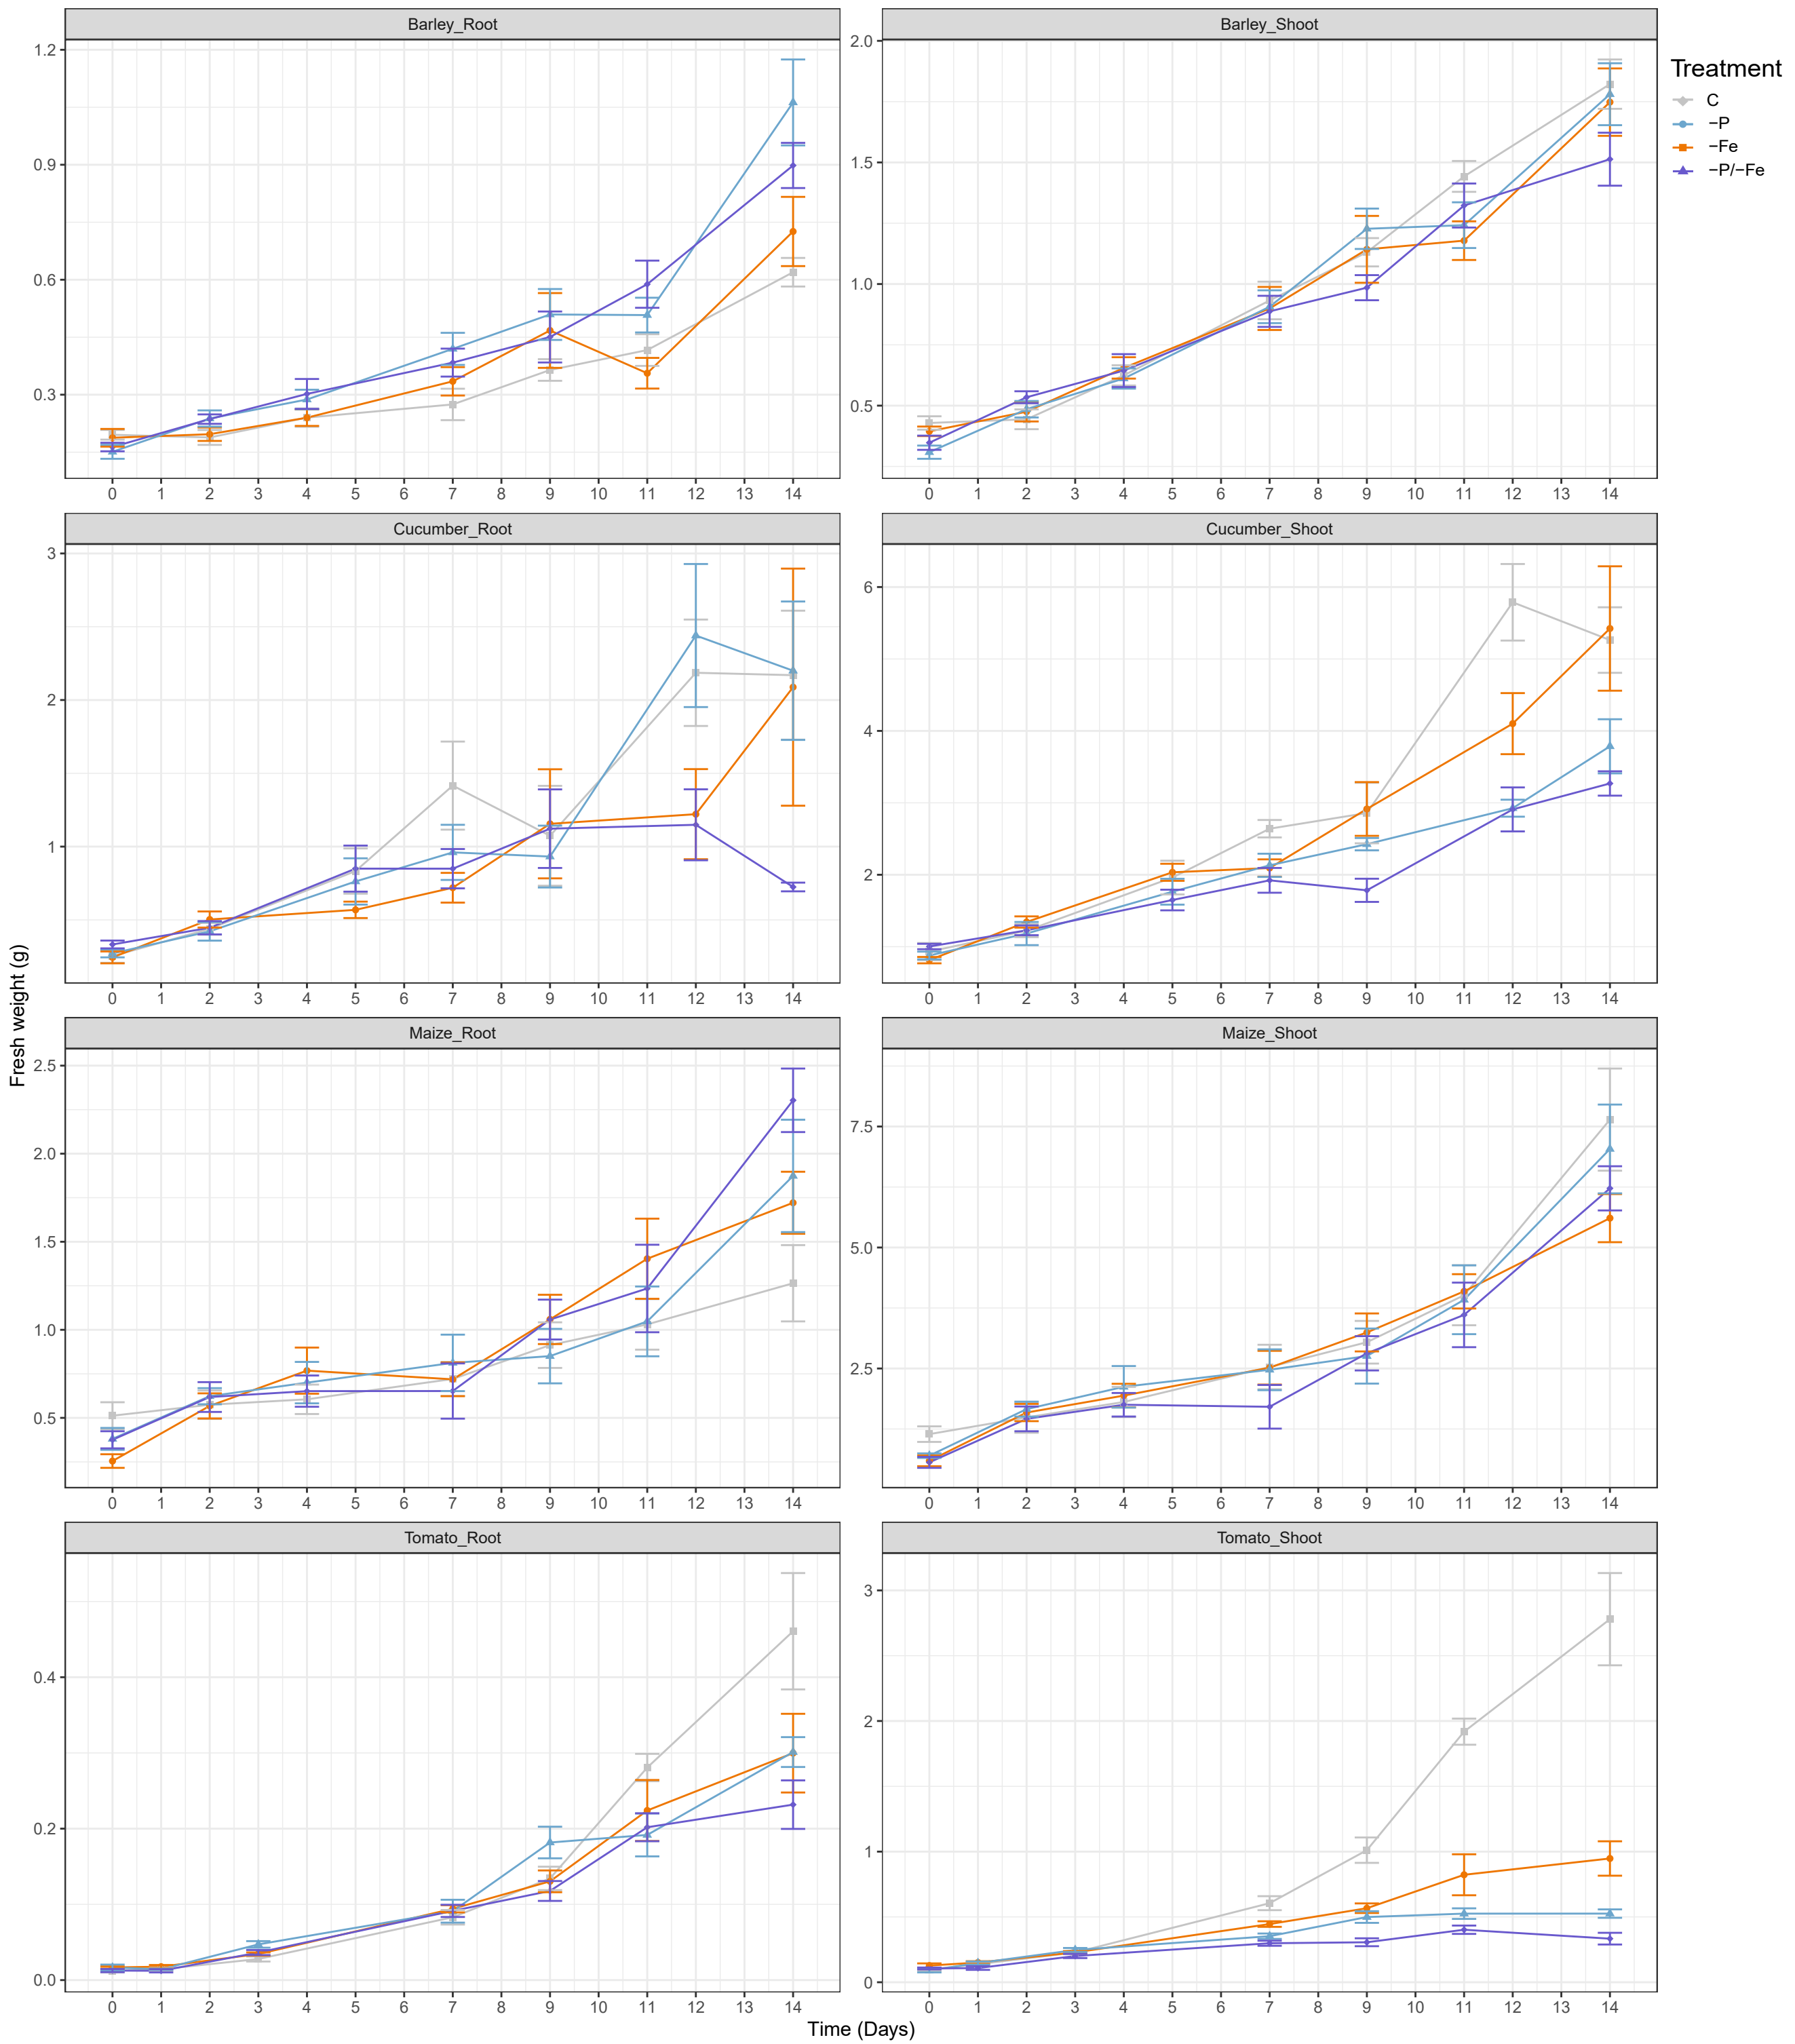 Barley_Root
Barley_Shoot
1.2
0.9
0.6
0.3
0 1 2 3 4 5 6 7 8 9 10 11 12 13 14
2.0
1.5
1.0
0.5
0 1 2 3 4 5 6 7 8 9 10 11 12 13 14
Treatment
C
−P
−Fe
−P/−Fe
Cucumber_Root
Cucumber_Shoot
3
2
1
0 1 2 3 4 5 6 7 8 9 10 11 12 13 14
6
4
2
0 1 2 3 4 5 6 7 8 9 10 11 12 13 14
Fresh weight (g)
Maize_Root
Maize_Shoot
2.5
2.0
1.5
1.0
0.5
0 1 2 3 4 5 6 7 8 9 10 11 12 13 14
7.5
5.0
2.5
0 1 2 3 4 5 6 7 8 9 10 11 12 13 14
Tomato_Root
Tomato_Shoot
0.4
0.2
0.0
0 1 2 3 4 5 6 7 8 9 10 11 12 13 14
3
2
1
0
0 1 2 3 4 5 6 7 8 9 10 11 12 13 14
Time (Days)